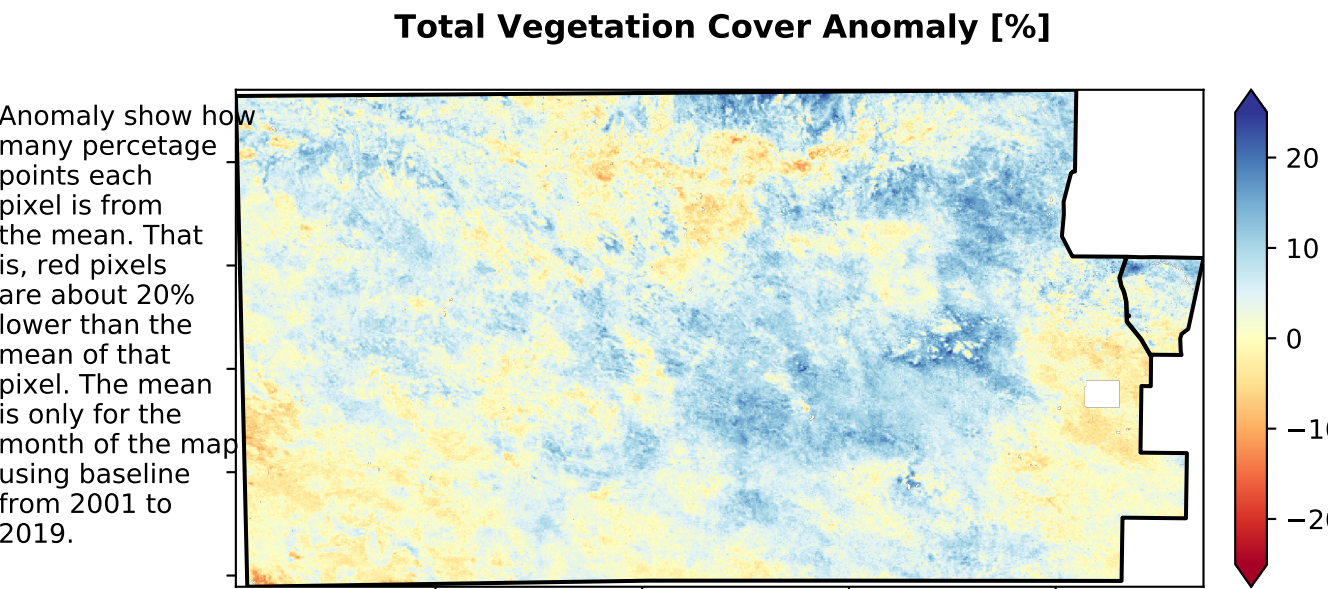 Total Vegetation Cover Anomaly [%]
Anomaly show how
many percetage
points each
pixel is from
the mean. That
is, red pixels
are about 20%
lower than the
mean of that
pixel. The mean
is only for the
month of the map
using baseline
from 2001 to
2019.
20
10
0
−10
−20